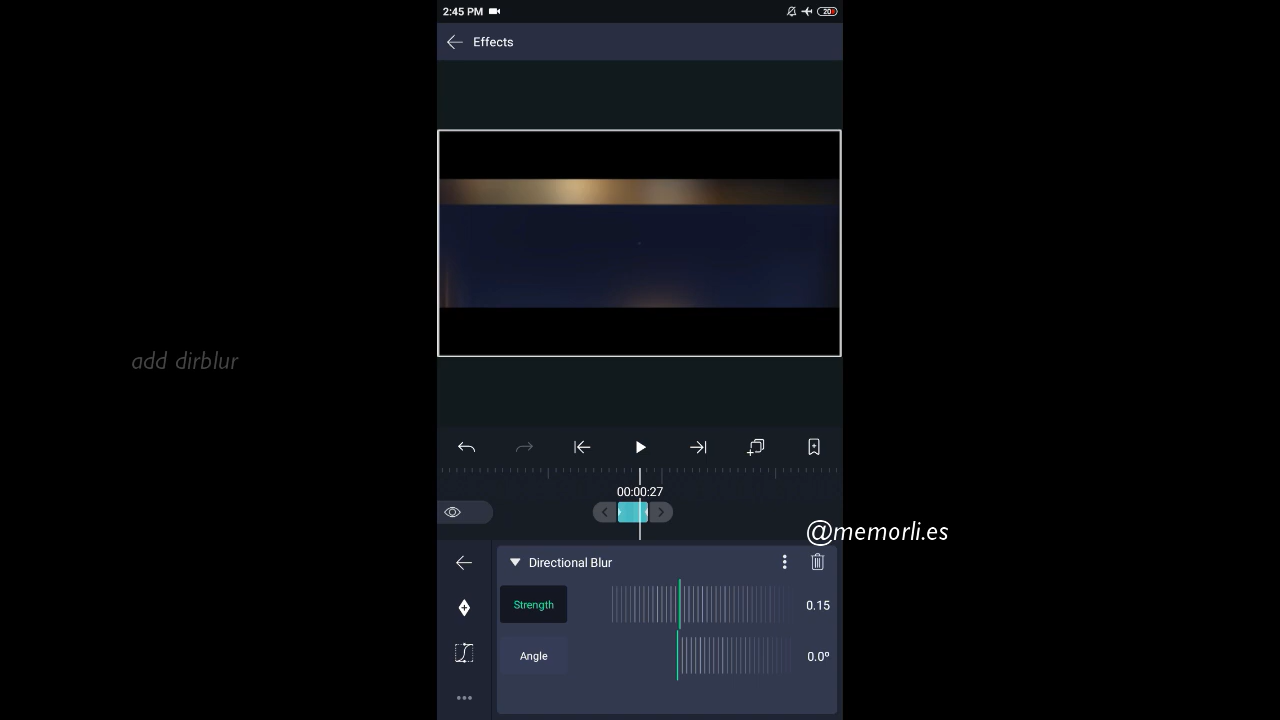 2:45 PM
20
Effects
add dirblur
00:00:27
@memorli.es
Directional Blur
Strength
0.15
Angle
0.0º